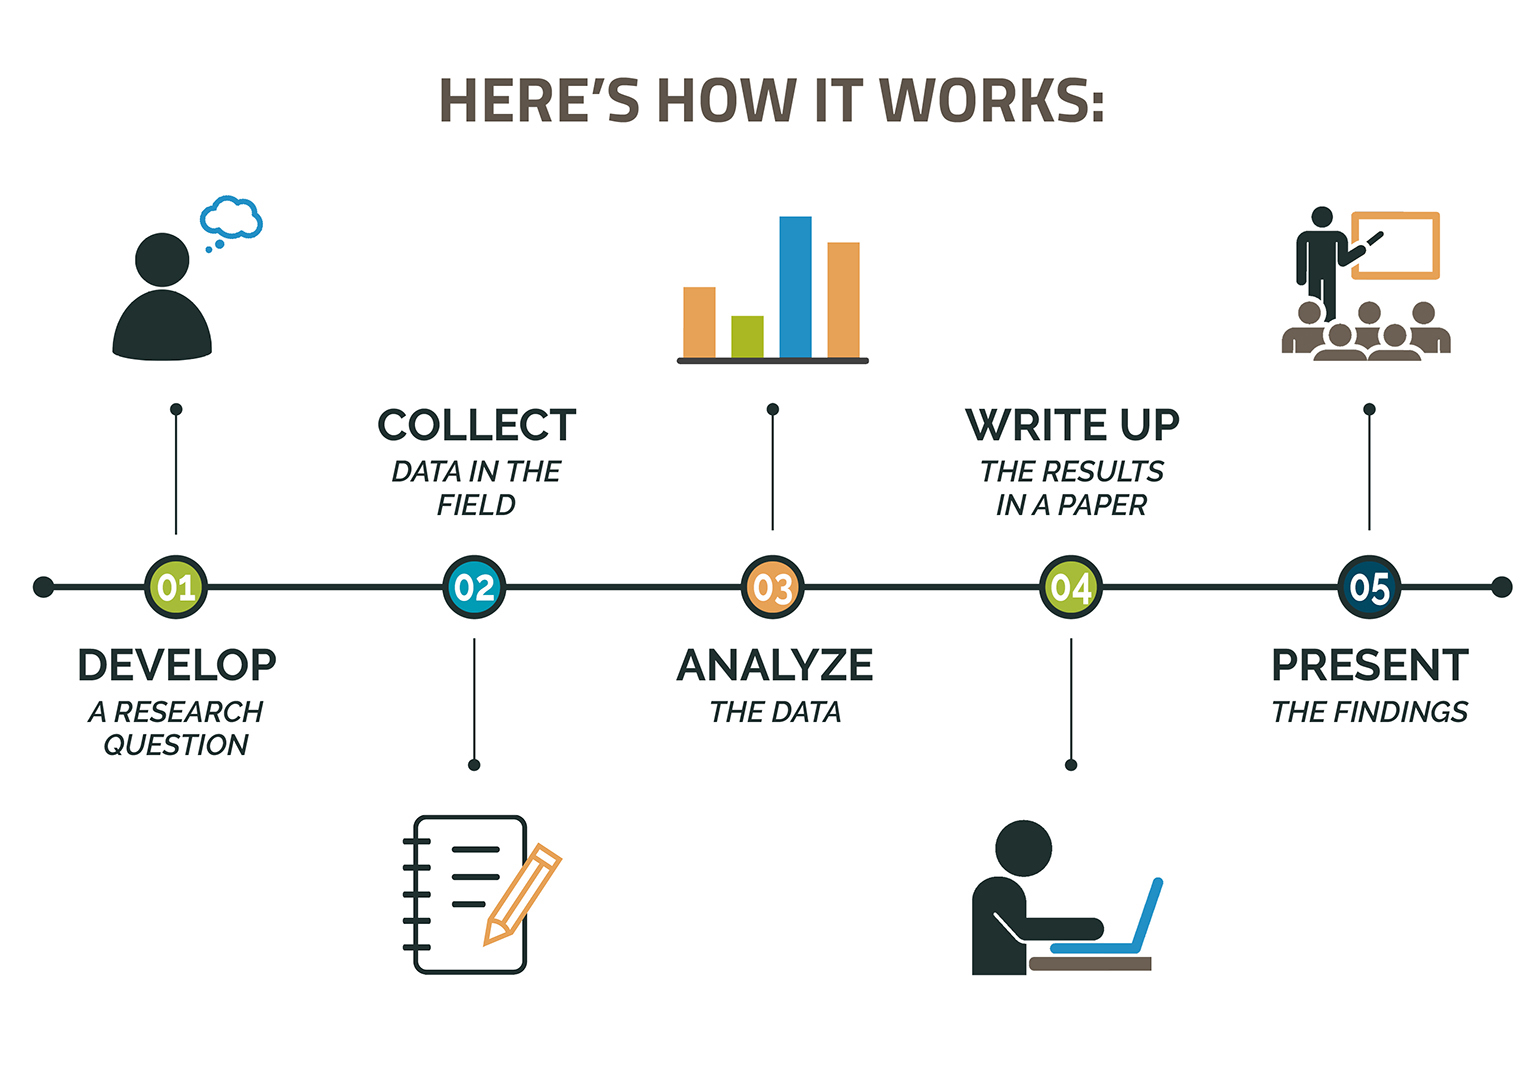 HERE’S HOW IT WORKS:
01
DEVELOP
A RESEARCH
QUESTION
COLLECT
DATA IN THE
FIELD
02
03
ANALYZE
THE DATA
WRITE UP
THE RESULTS
IN A PAPER
04
05
PRESENT
THE FINDINGS